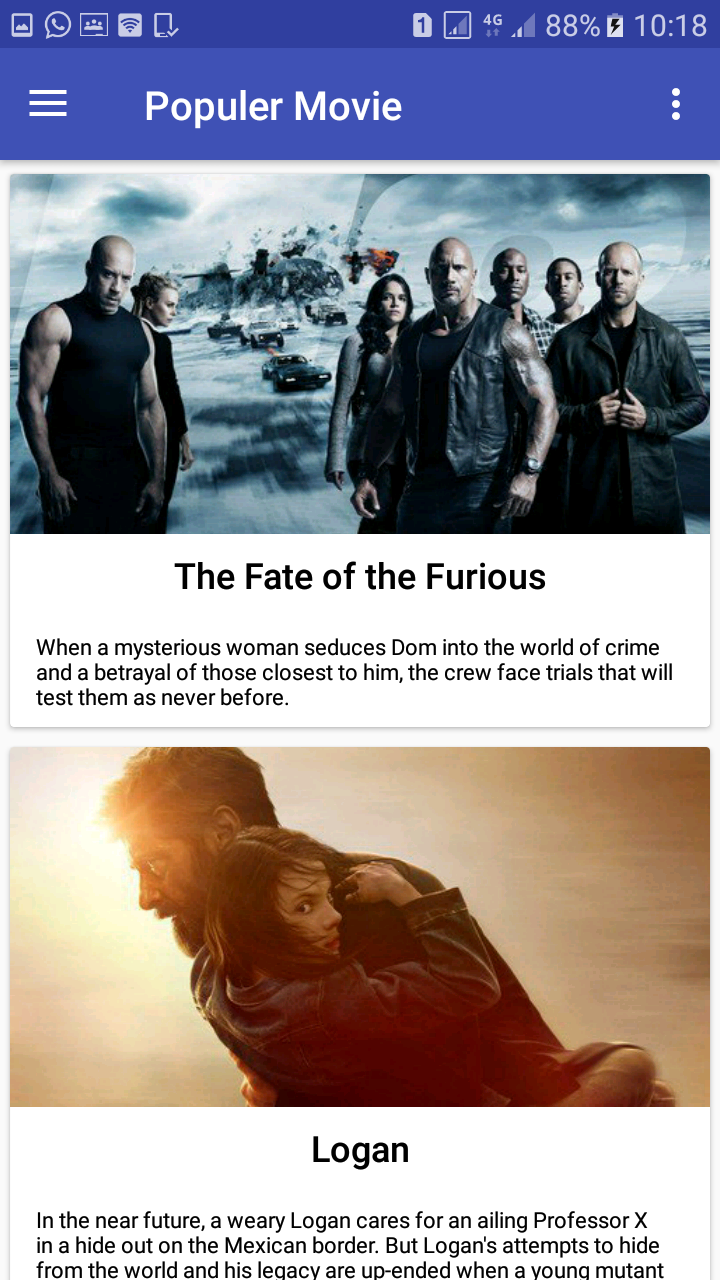 1 4G 88% 10:18
Populer Movie
The Fate of the Furious
When a mysterious woman seduces Dom into the world of crime
and a betrayal of those closest to him, the crew face trials that will
test them as never before.
Logan
In the near future, a weary Logan cares for an ailing Professor X
in a hide out on the Mexican border. But Logan's attempts to hide
from the world and his legacy are up-ended when a young mutant